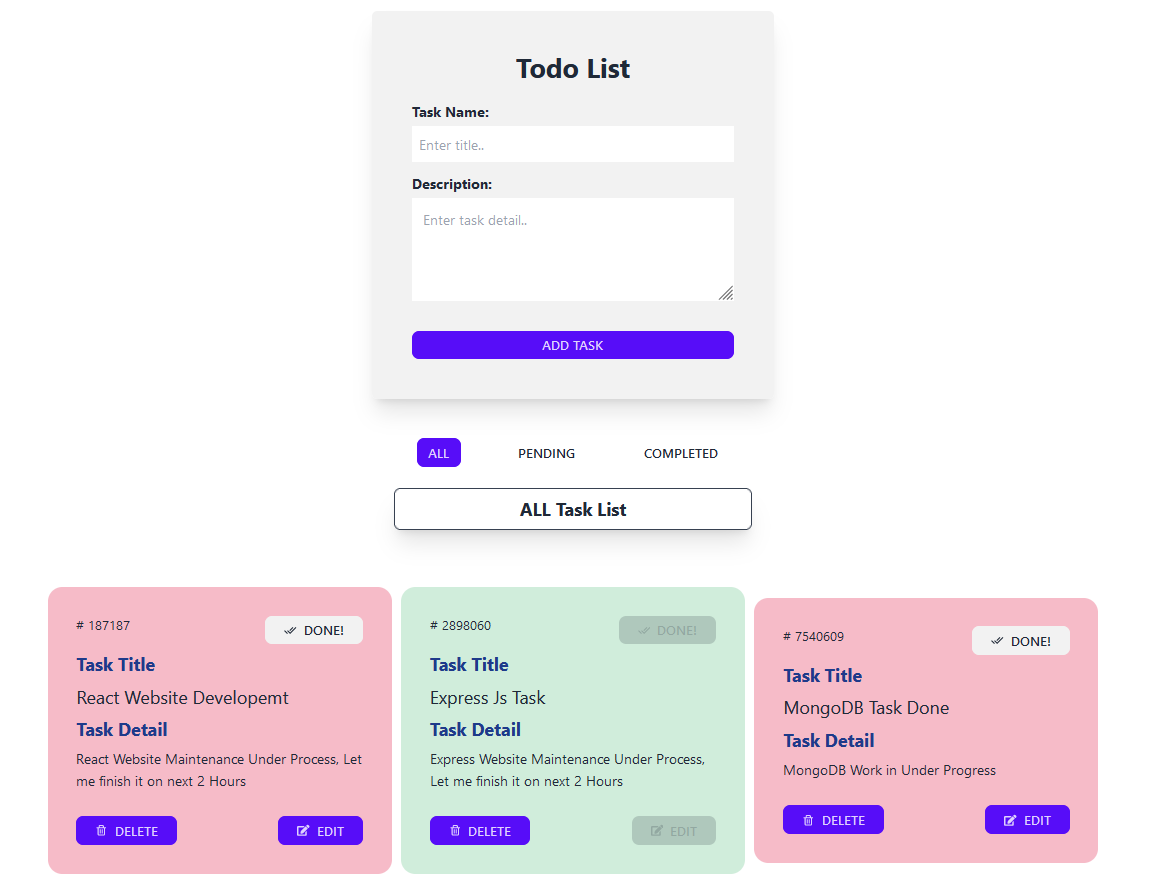 Todo List
Task Name:
Enter title..
Description:
Enter task detail..
ADD TASK
ALL
PENDING
COMPLETED
ALL Task List
# 187187
DONE!
Task Title
React Website Developemt
Task Detail
React Website Maintenance Under Process, Let
me finish it on next 2 Hours
DELETE
EDIT
# 2898060
DONE!
Task Title
Express Js Task
Task Detail
Express Website Maintenance Under Process,
Let me finish it on next 2 Hours
DELETE
EDIT
# 7540609
DONE!
Task Title
MongoDB Task Done
Task Detail
MongoDB Work in Under Progress
DELETE
EDIT